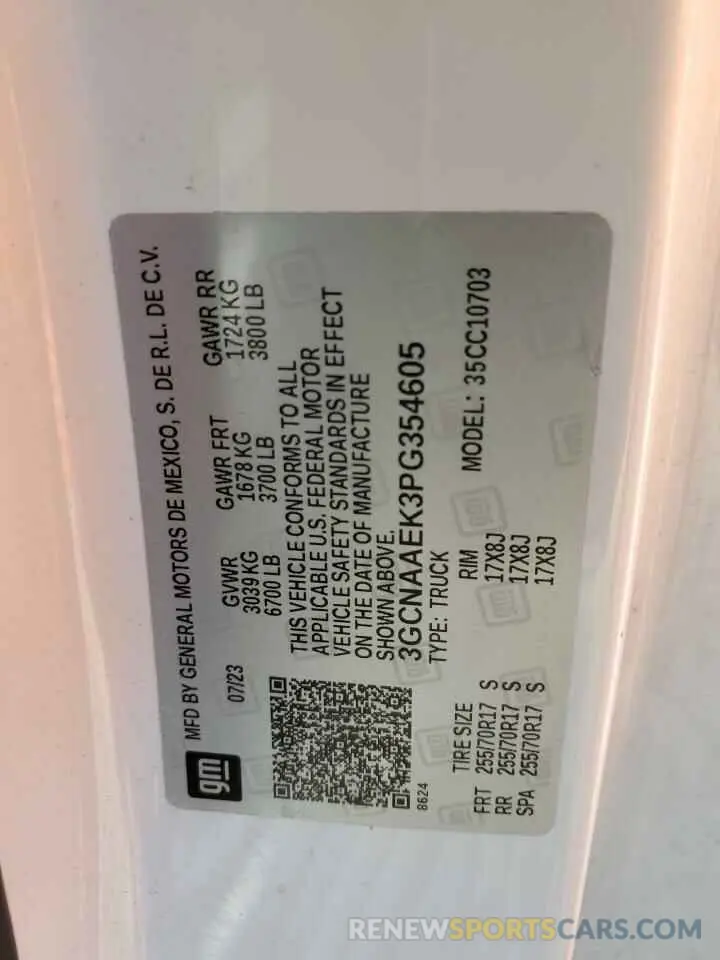 gm
MFD BY GENERAL MOTORS DE MEXICO, S. DE R.L. DE C.V.
07/23
GVWR GAWR FRT GAWR RR
3039 KG 1678 KG 1724 KG
6700 LB 3700 LB 3800 LB
THIS VEHICLE CONFORMS TO ALL
APPLICABLE U.S. FEDERAL MOTOR
VEHICLE SAFETY STANDARDS IN EFFECT
ON THE DATE OF MANUFACTURE
SHOWN ABOVE.
3GCNAAEK3PG354605
8624
TYPE: TRUCK
MODEL: 35CC10703
TIRE SIZE RIM
FRT 255/70R17 S 17X8J
RR 255/70R17 S 17X8J
SPA 255/70R17 S 17X8J
RENEWSPORTSCARS.COM